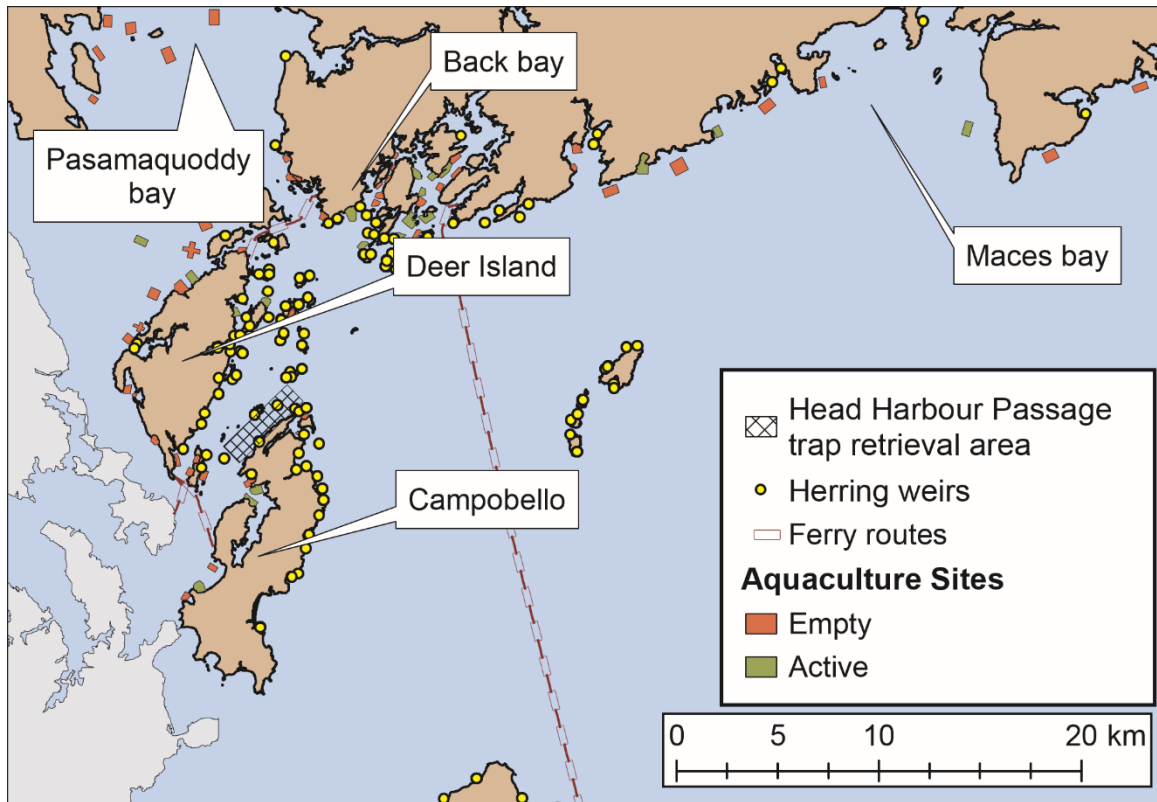 Back bay
Pasamaquoddy
bay
Maces bay
Deer Island
Campobello
Head Harbour Passage
trap retrieval area
Herring weirs
Ferry routes
Aquaculture Sites
Empty
Active
0 5 10 20 km